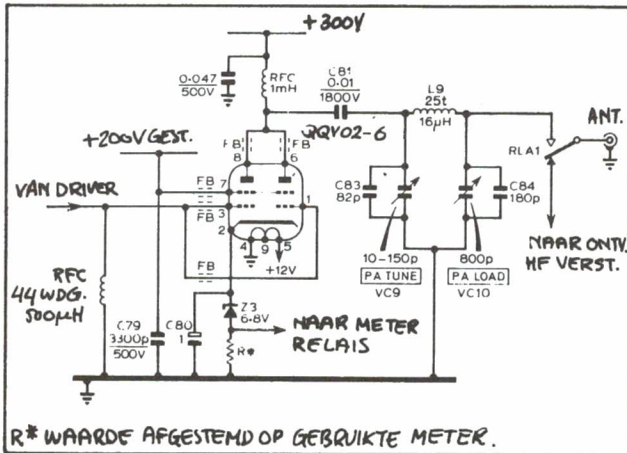 +300V
0.047
500V
RFC
1mH
C81
0.01
1800V
L9
25t
16µH
ANT.
RLA1
QQV02-6
+200V GEST.
FB
FB
8
6
FB
7
VAN DRIVER
3
1
FB
2
4
9
5
+12V
FB
C83
82p
10-150p
PA TUNE
VC9
800p
PA LOAD
VC10
C84
180p
NAAR ONTV.
HF VERST.
RFC
44 WDG.
500µH
C79
3300p
500V
C80
1
Z3
6.8V
R*
NAAR METER
RELAIS
R* WAARDE AFGESTEMD OP GEBRUIKTE METER.